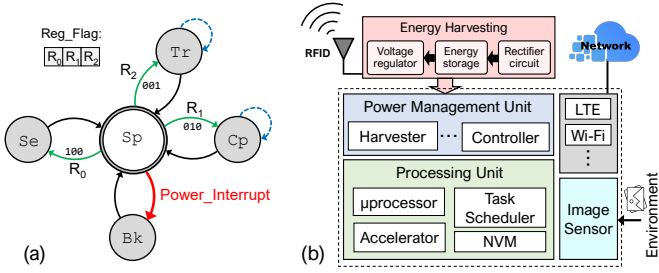 Reg_Flag:
R0 R1 R2
Tr
R2
001
R1
010
Sp
Cp
Se
100
R0
Power_Interrupt
Bk
(a)
Energy Harvesting
RFID
Voltage
regulator
Energy
storage
Rectifier
circuit
Network
Power Management Unit
Harvester ··· Controller
LTE
Wi-Fi
⋮
Processing Unit
μprocessor
Task
Scheduler
Accelerator
NVM
Image
Sensor
Environment
(b)